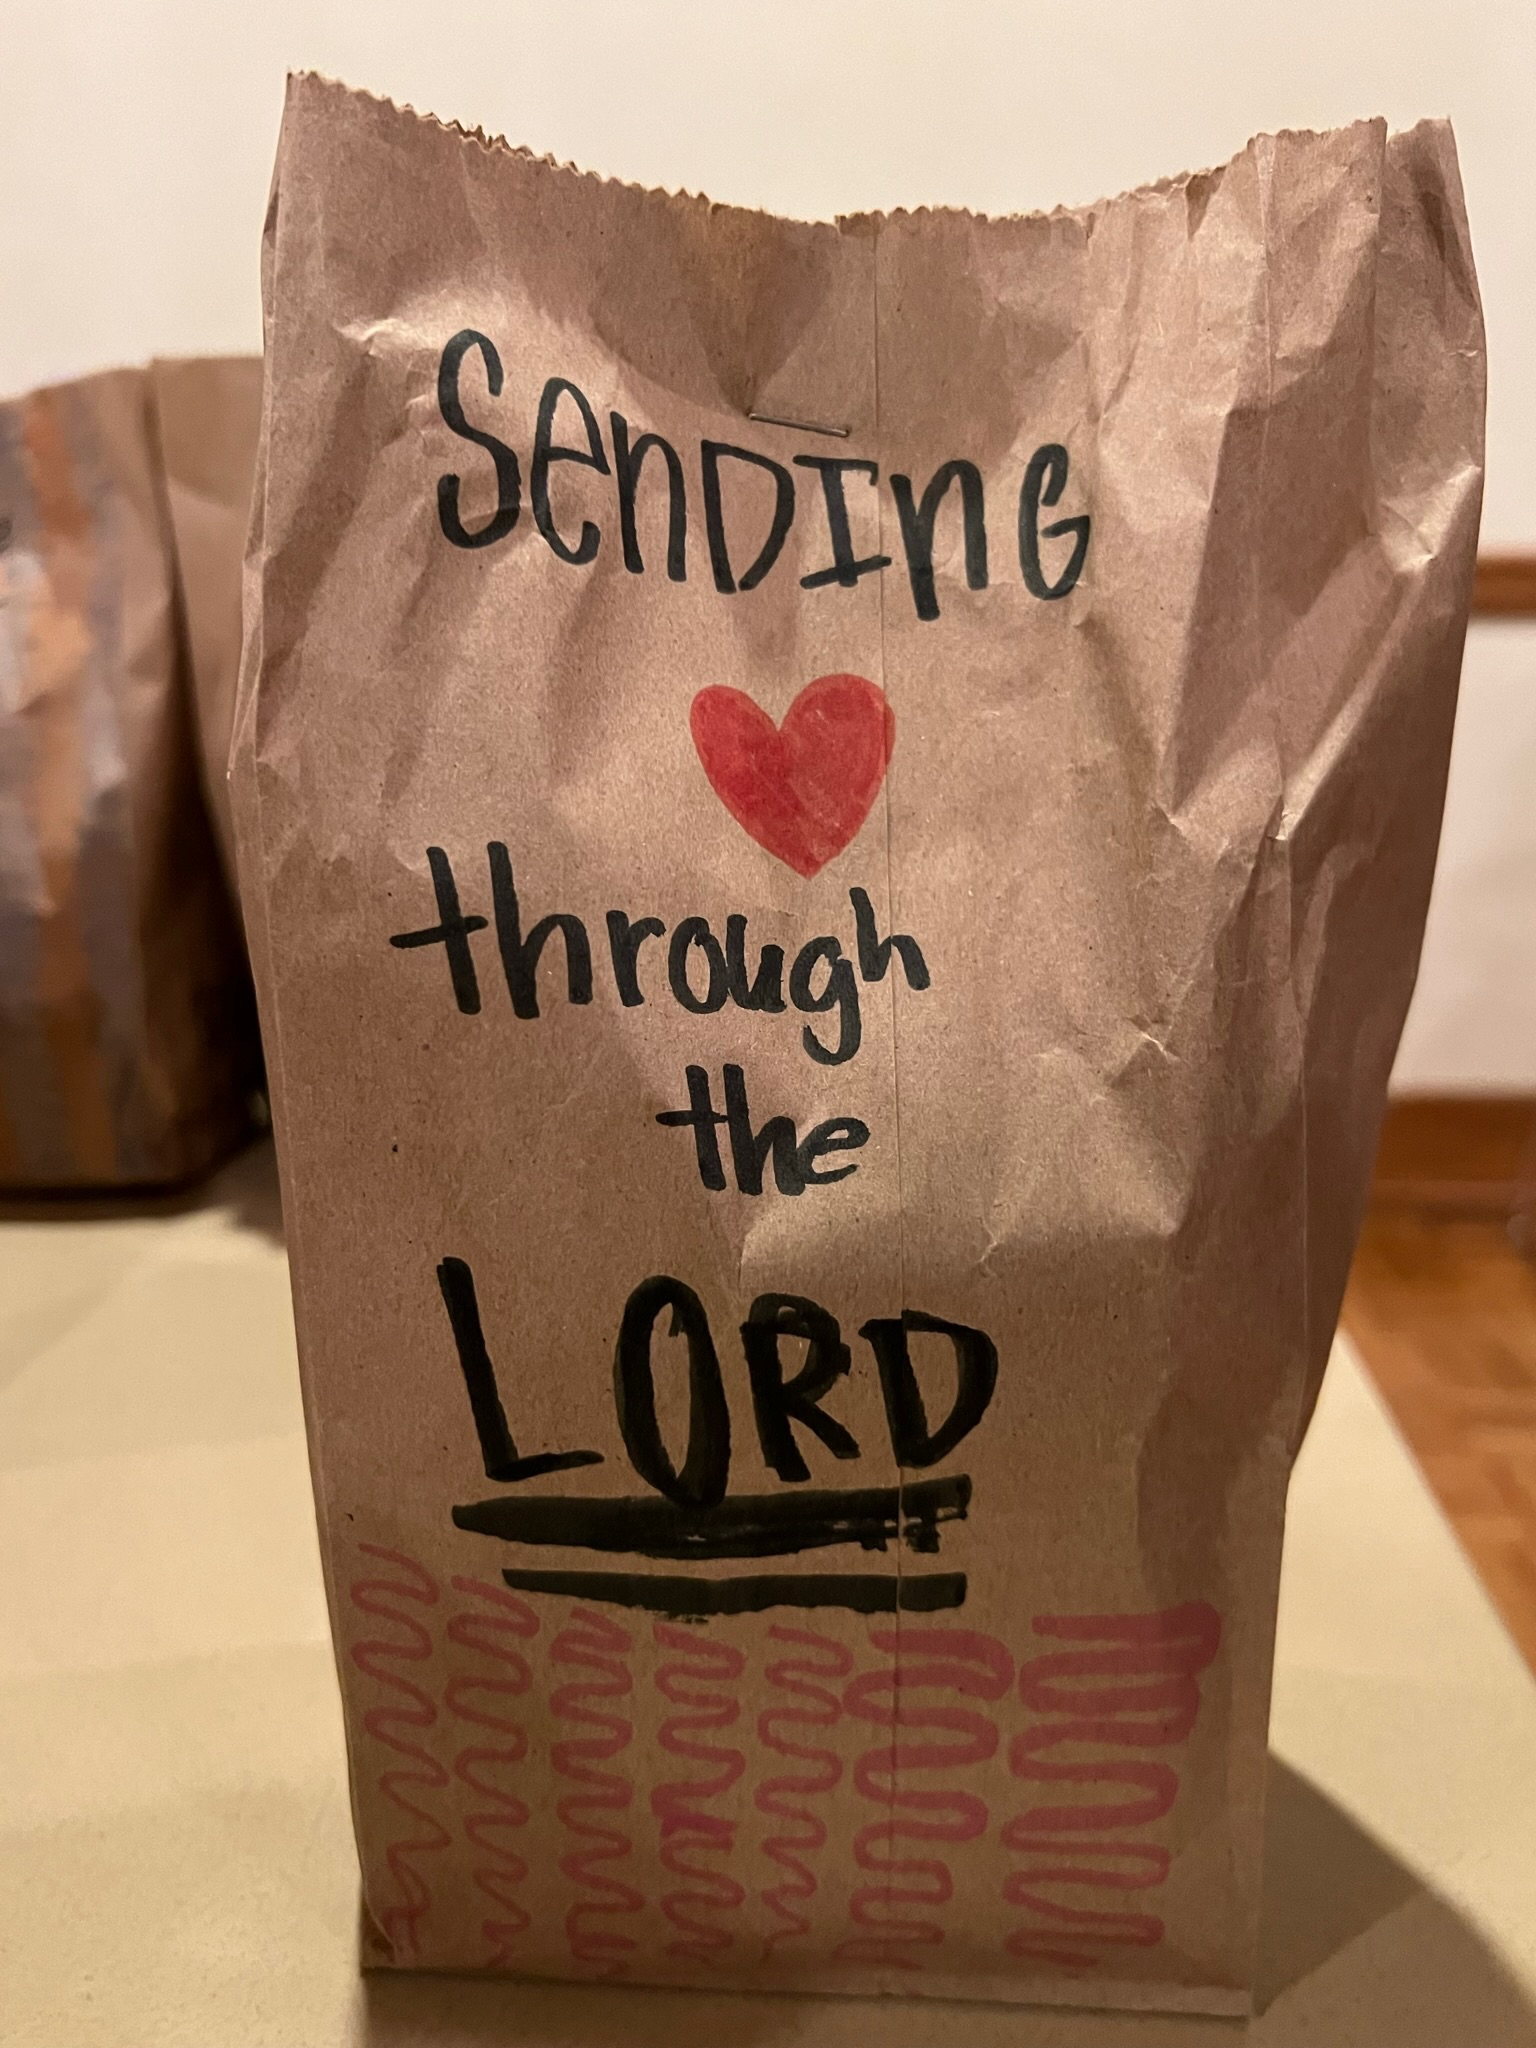 SenDIng
through
the
LORD